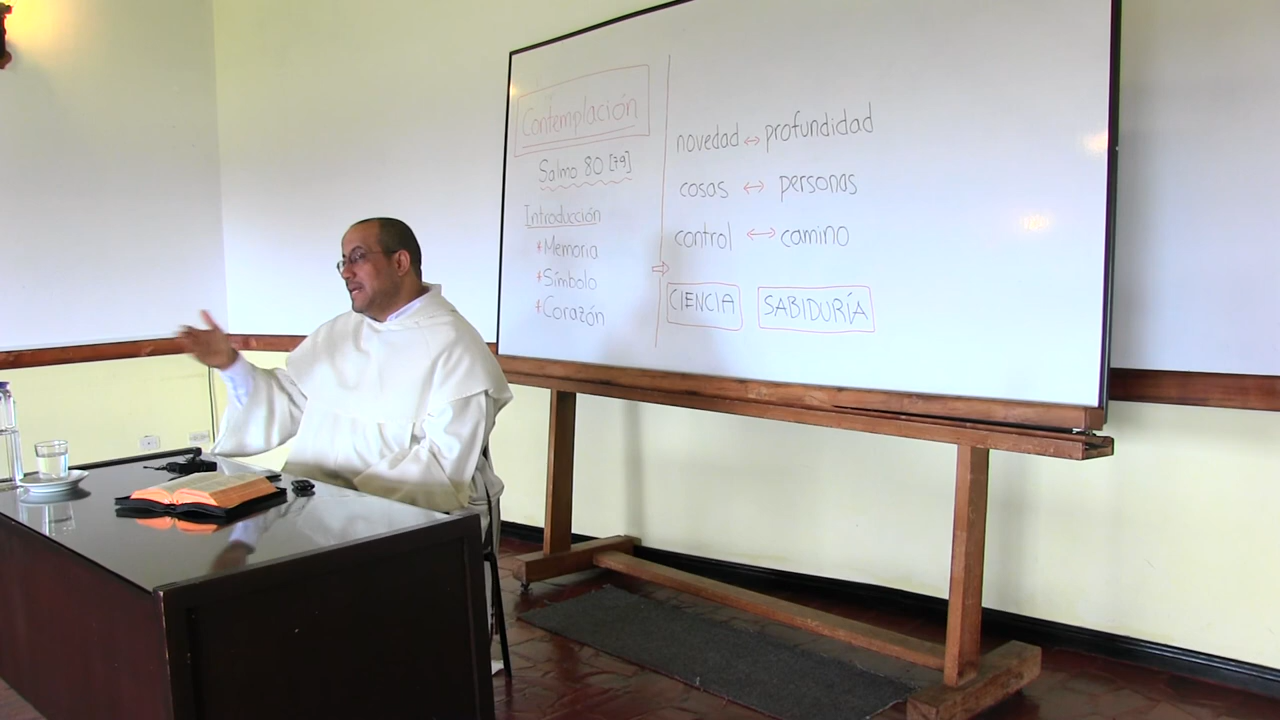 Contemplación
Salmo 80 [79]
Introducción
+Memoria
+Símbolo
+Corazón
novedad ↔ profundidad
cosas ↔ personas
control ↔ camino
⇒ CIENCIA SABIDURÍA